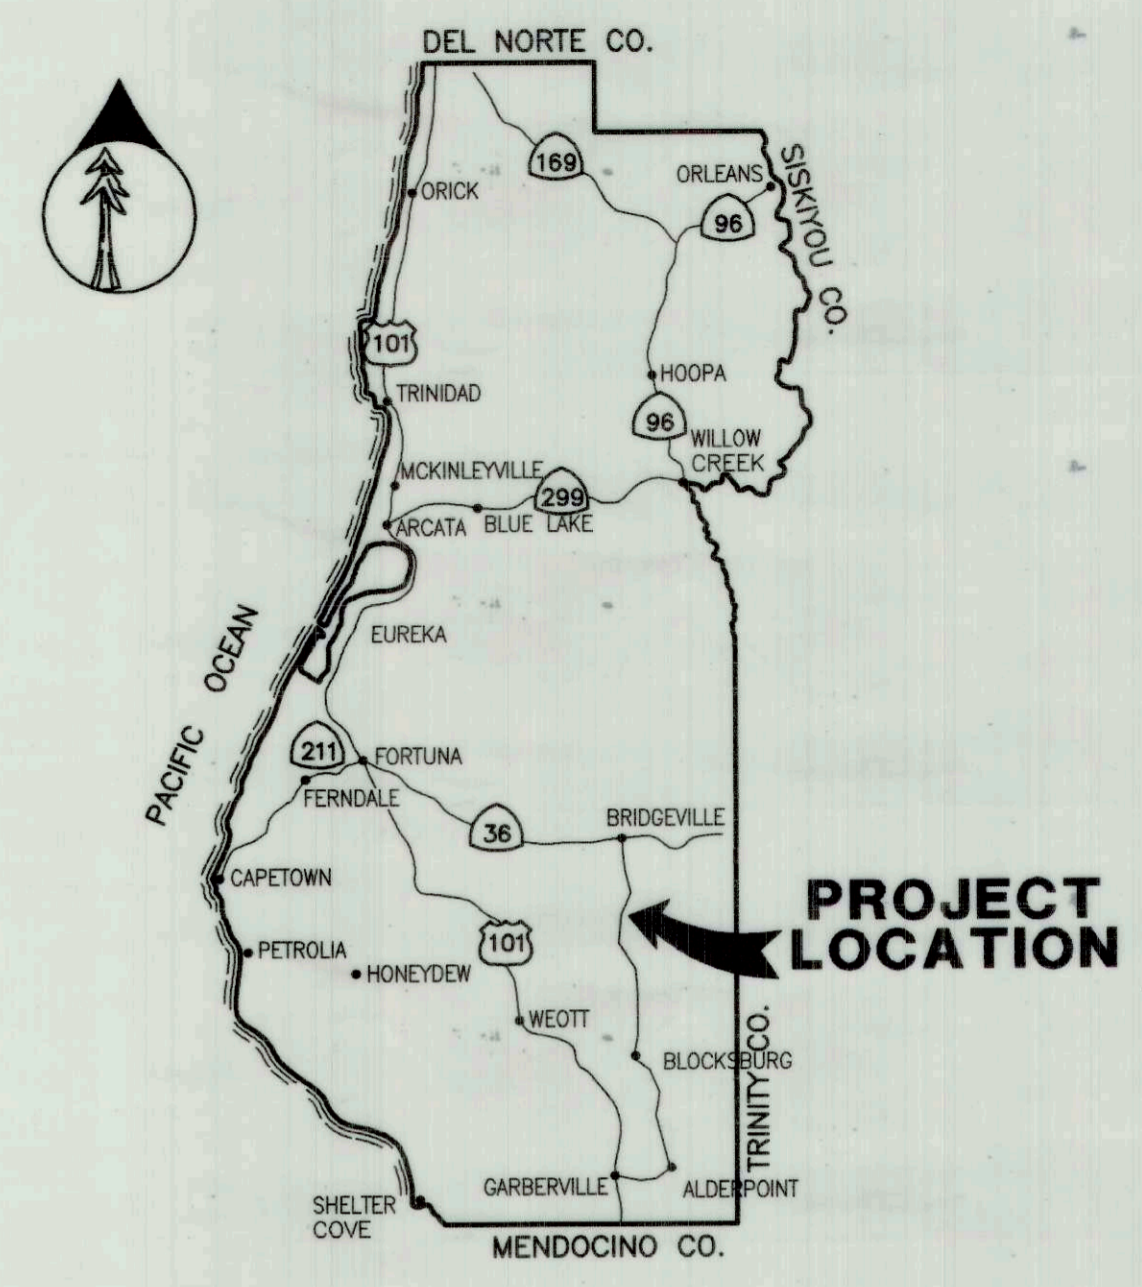 DEL NORTE CO.
169
ORLEANS
SISKIYOU CO.
ORICK
96
101
TRINIDAD
HOOPA
96
WILLOW
CREEK
MCKINLEYVILLE
299
ARCATA
BLUE LAKE
EUREKA
PACIFIC OCEAN
211
FORTUNA
FERNDALE
36
BRIDGEVILLE
CAPETOWN
PROJECT
LOCATION
101
PETROLIA
HONEYDEW
WEOTT
BLOCKSBURG
TRINITY CO.
GARBERVILLE
ALDERPOINT
SHELTER
COVE
MENDOCINO CO.